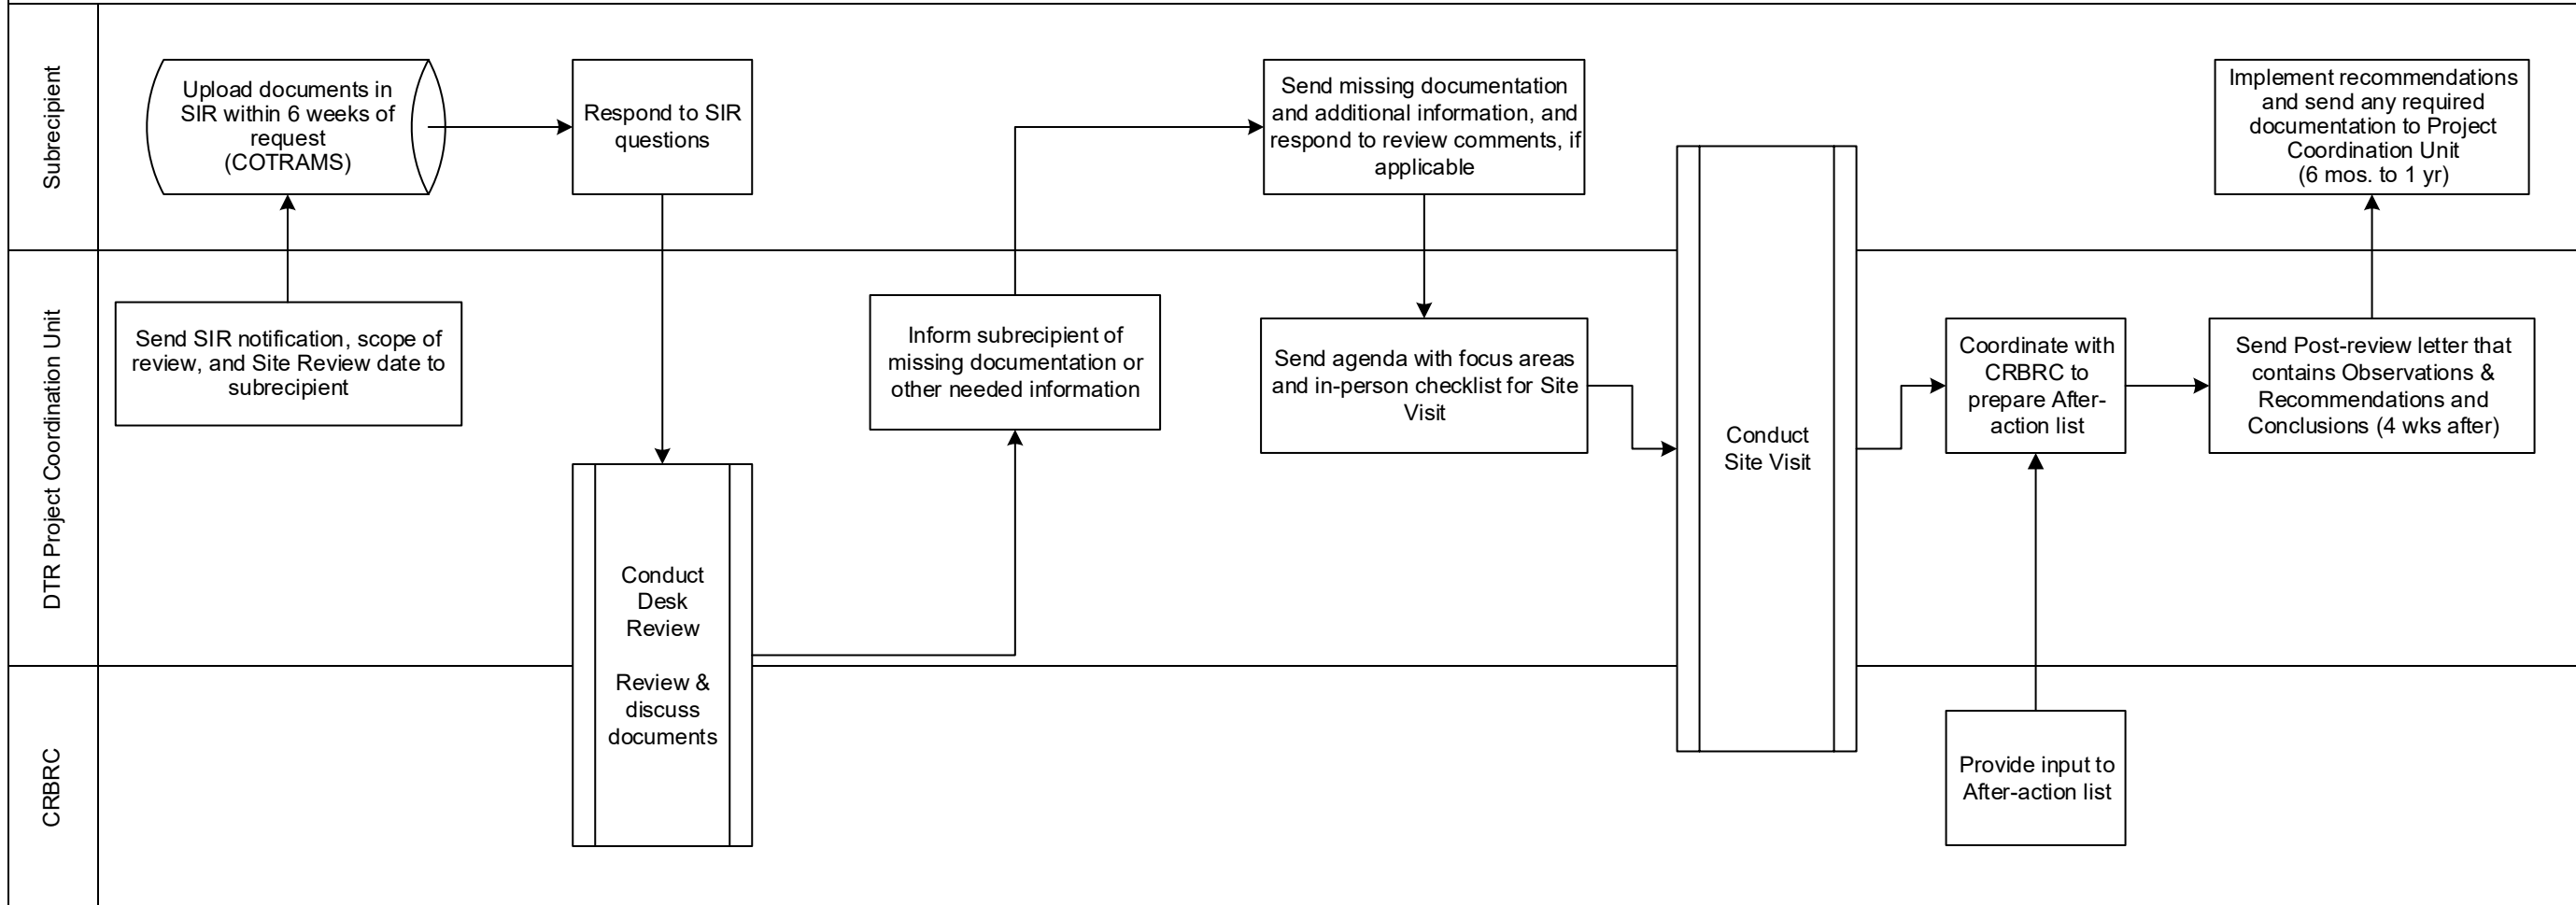 Subrecipient
Upload documents in
SIR within 6 weeks of
request
(COTRAMS)
Respond to SIR
questions
Send missing documentation
and additional information, and
respond to review comments, if
applicable
Implement recommendations
and send any required
documentation to Project
Coordination Unit
(6 mos. to 1 yr)
DTR Project Coordination Unit
Send SIR notification, scope of
review, and Site Review date to
subrecipient
Inform subrecipient of
missing documentation or
other needed information
Send agenda with focus areas
and in-person checklist for Site
Visit
Conduct
Site Visit
Coordinate with
CRBRC to
prepare After-
action list
Send Post-review letter that
contains Observations &
Recommendations and
Conclusions (4 wks after)
Conduct
Desk
Review
Review &
discuss
documents
CRBRC
Provide input to
After-action list